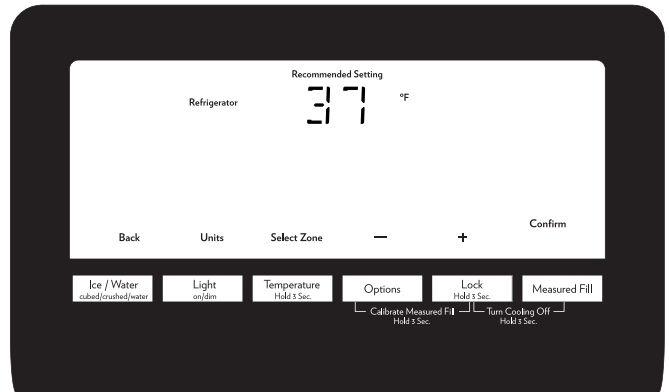 Recommended Setting
Refrigerator 37 °F
Confirm
Back Units Select Zone — +
Ice / Water Light Temperature Options Lock Measured Fill
cubed/crushed/water on/dim Hold 3 Sec. Hold 3 Sec.
Calibrate Measured Fill Turn Cooling Off
Hold 3 Sec. Hold 3 Sec.